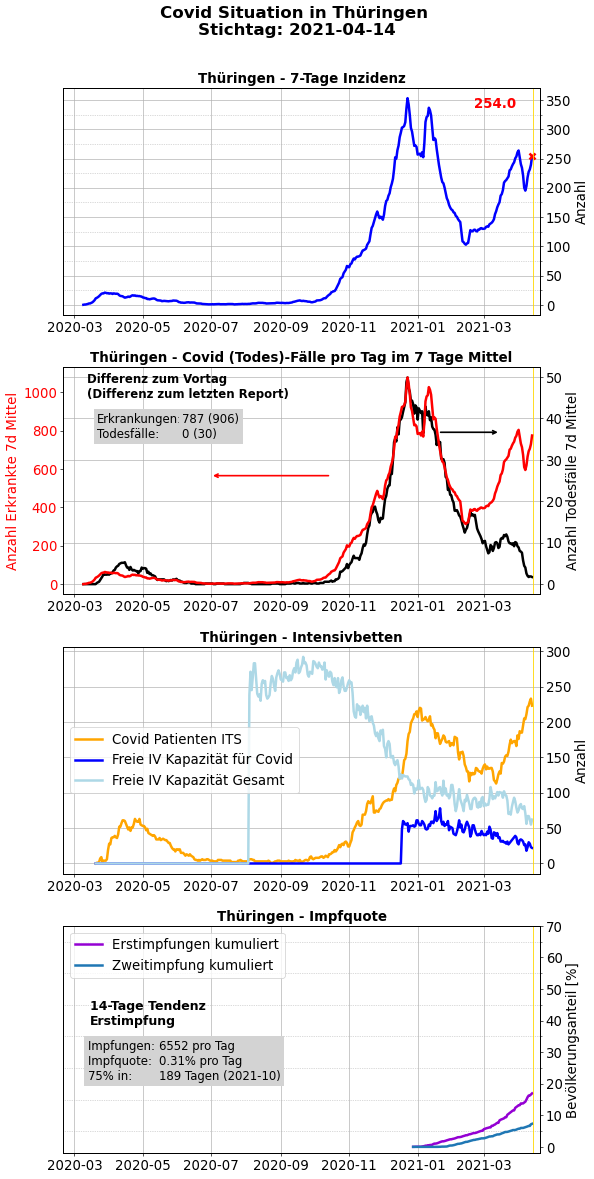 Covid Situation in Thüringen
Stichtag: 2021-04-14
Thüringen - 7-Tage Inzidenz
254.0
350
300
250
200
150
100
50
0
Anzahl
2020-03 2020-05 2020-07 2020-09 2020-11 2021-01 2021-03
Thüringen - Covid (Todes)-Fälle pro Tag im 7 Tage Mittel
Differenz zum Vortag
(Differenz zum letzten Report)
Erkrankungen: 787 (906)
Todesfälle: 0 (30)
Anzahl Erkrankte 7d Mittel
1000
800
600
400
200
0
50
40
30
20
10
0
Anzahl Todesfälle 7d Mittel
2020-03 2020-05 2020-07 2020-09 2020-11 2021-01 2021-03
Thüringen - Intensivbetten
Covid Patienten ITS
Freie IV Kapazität für Covid
Freie IV Kapazität Gesamt
300
250
200
150
100
50
0
Anzahl
2020-03 2020-05 2020-07 2020-09 2020-11 2021-01 2021-03
Thüringen - Impfquote
Erstimpfungen kumuliert
Zweitimpfung kumuliert
14-Tage Tendenz
Erstimpfung
Impfungen: 6552 pro Tag
Impfquote: 0.31% pro Tag
75% in: 189 Tagen (2021-10)
70
60
50
40
30
20
10
0
Bevölkerungsanteil [%]
2020-03 2020-05 2020-07 2020-09 2020-11 2021-01 2021-03